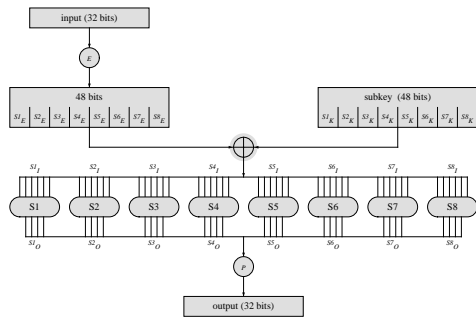 input (32 bits)
E
48 bits
subkey (48 bits)
S1E S2E S3E S4E S5E S6E S7E S8E
S1K S2K S3K S4K S5K S6K S7K S8K
S1I S2I S3I S4I S5I S6I S7I S8I
S1 S2 S3 S4 S5 S6 S7 S8
S1O S2O S3O S4O S5O S6O S7O S8O
P
output (32 bits)